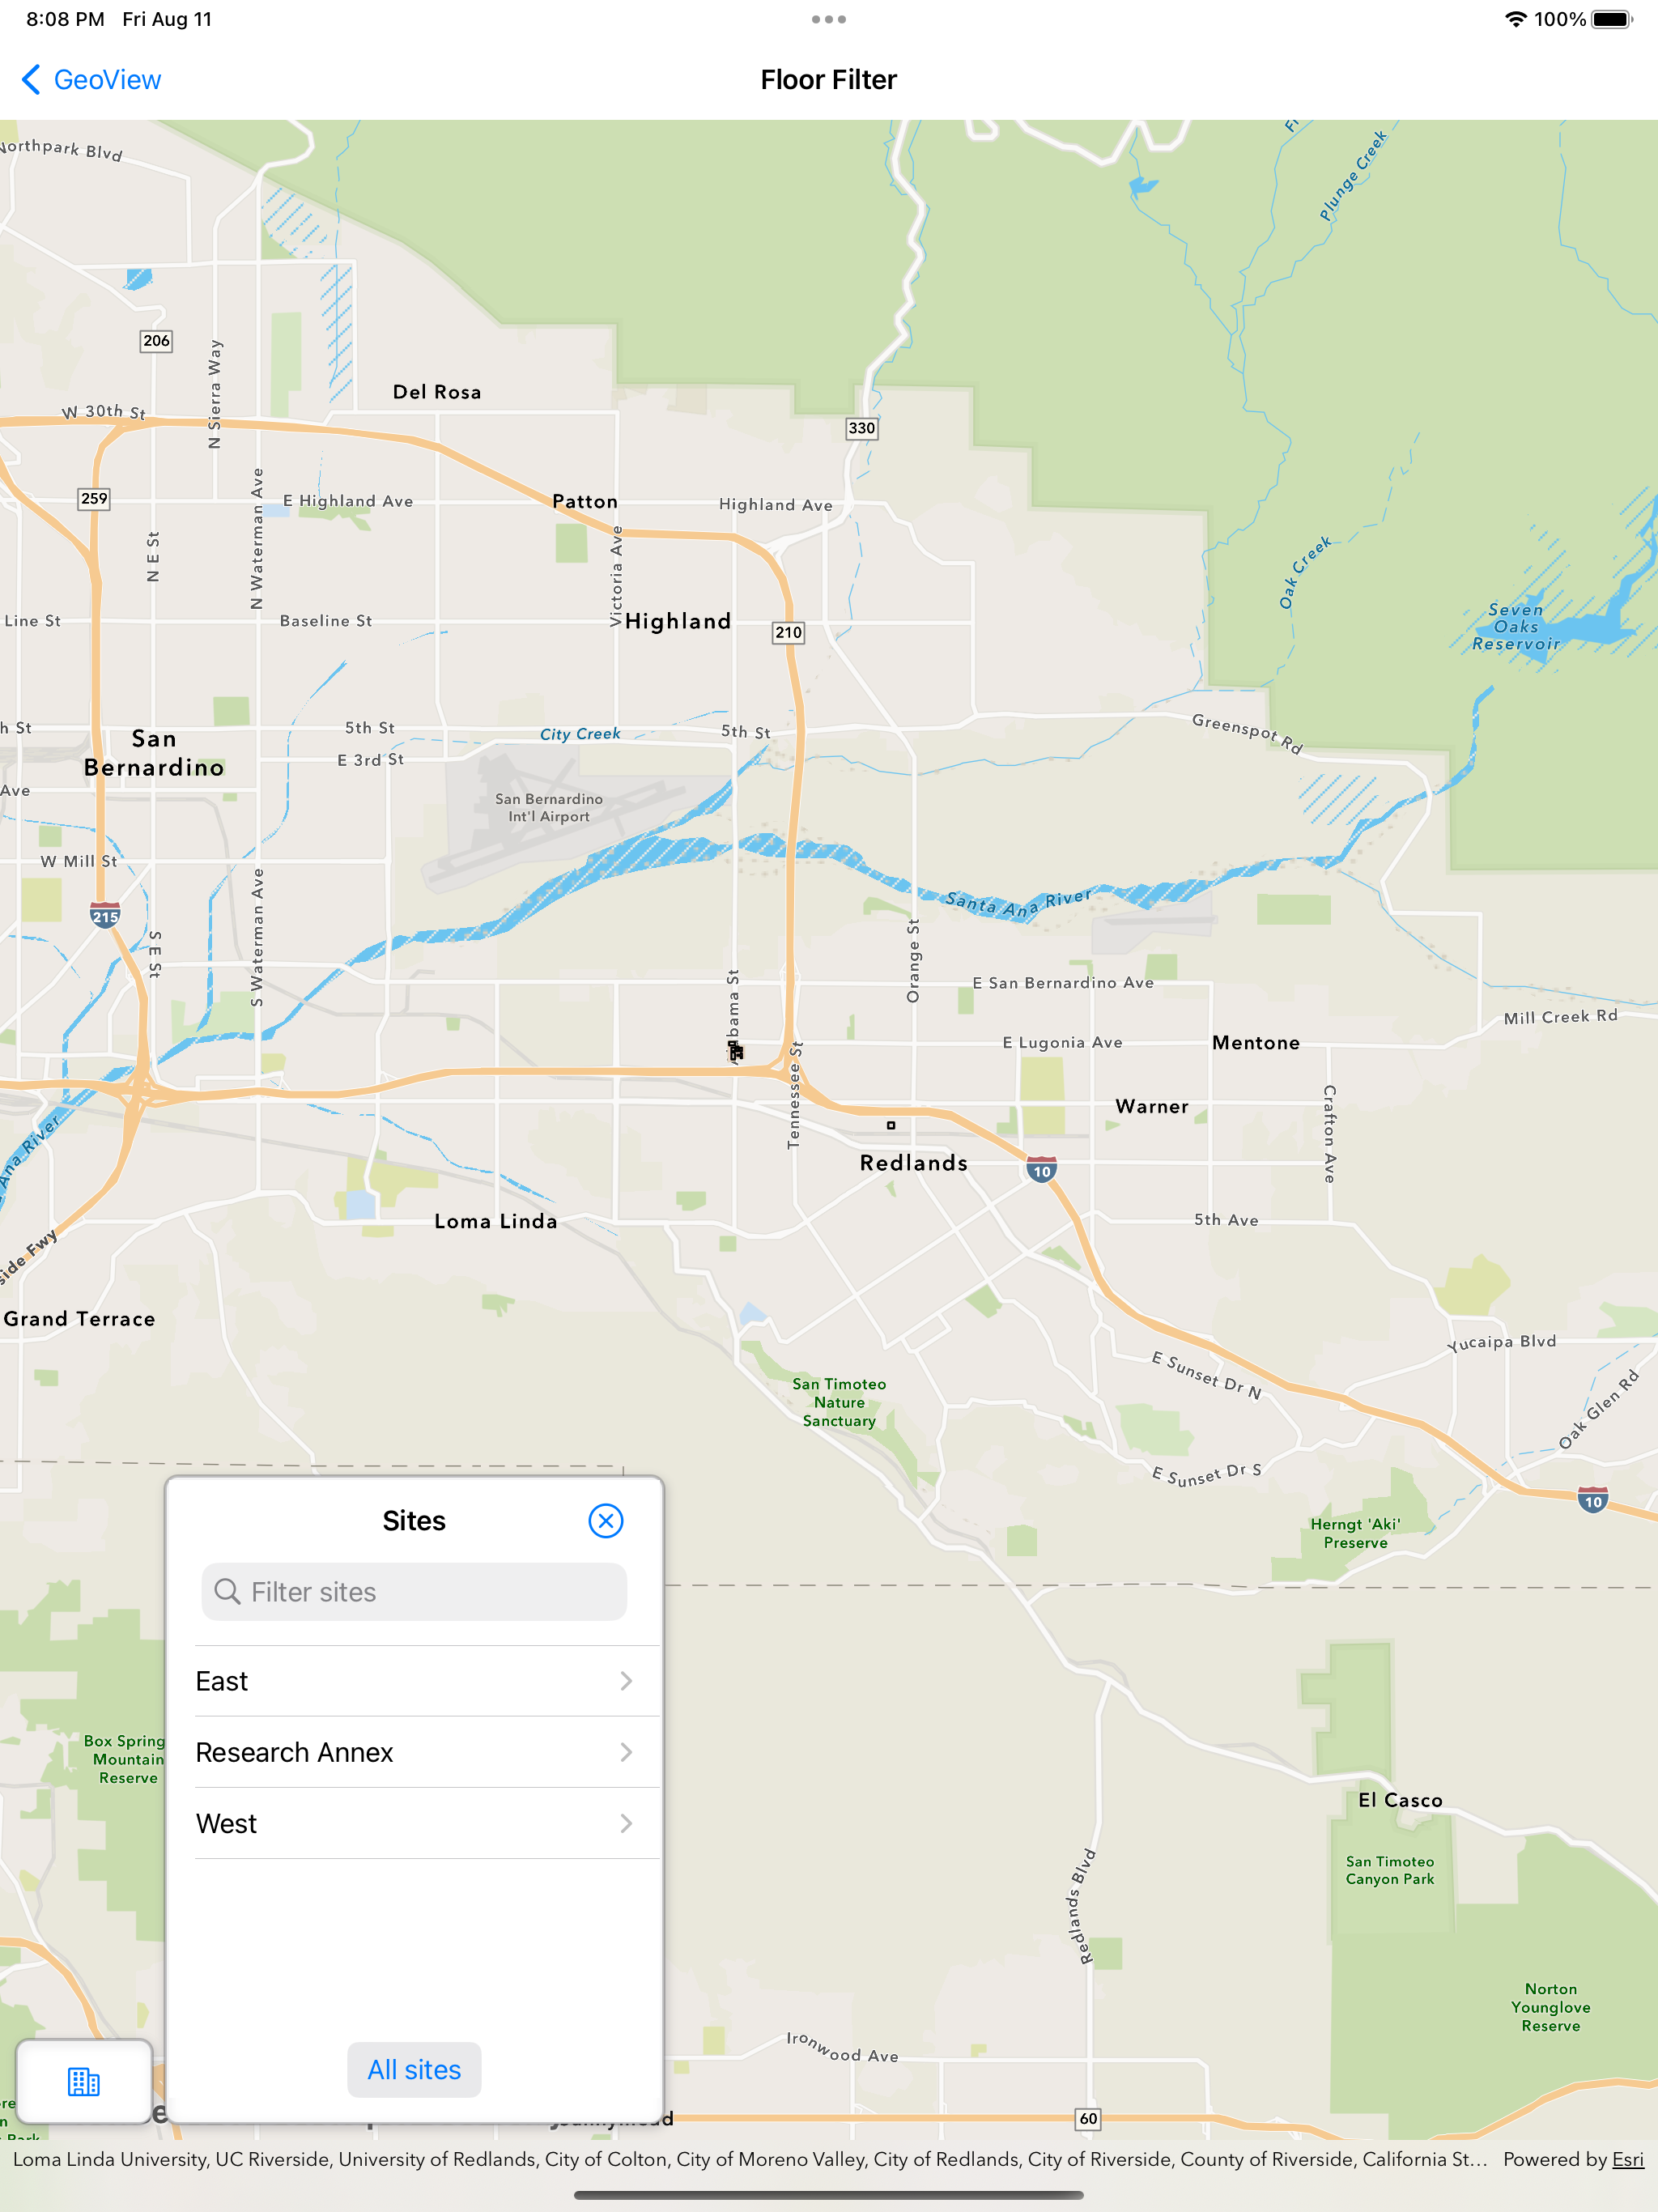 8:08 PM Fri Aug 11
100%
GeoView
Floor Filter
Northpark Blvd
Plunge Creek
206
N Sierra Way
Del Rosa
W 30th St
330
259
E Highland Ave
Patton
Highland Ave
N E St
N Waterman Ave
Victoria Ave
Oak Creek
Line St
Baseline St
Highland
210
Seven
Oaks
Reservoir
h St
5th St
City Creek
5th St
Greenspot Rd
San
Bernardino
E 3rd St
Ave
San Bernardino
Int'l Airport
W Mill St
215
S E St
S Waterman Ave
Santa Ana River
Orange St
E San Bernardino Ave
bama St
Mill Creek Rd
E Lugonia Ave
Mentone
Tennessee St
Warner
Crafton Ave
Ana River
Redlands
10
Loma Linda
5th Ave
side Fwy
Grand Terrace
Yucaipa Blvd
E Sunset Dr N
Oak Glen Rd
San Timoteo
Nature
Sanctuary
E Sunset Dr S
10
Herngt 'Aki'
Preserve
Sites
Filter sites
East
Research Annex
West
All sites
Box Spring
Mountain
Reserve
El Casco
San Timoteo
Canyon Park
Redlands Blvd
Norton
Younglove
Reserve
Ironwood Ave
60
Loma Linda University, UC Riverside, University of Redlands, City of Colton, City of Moreno Valley, City of Redlands, City of Riverside, County of Riverside, California St... Powered by Esri